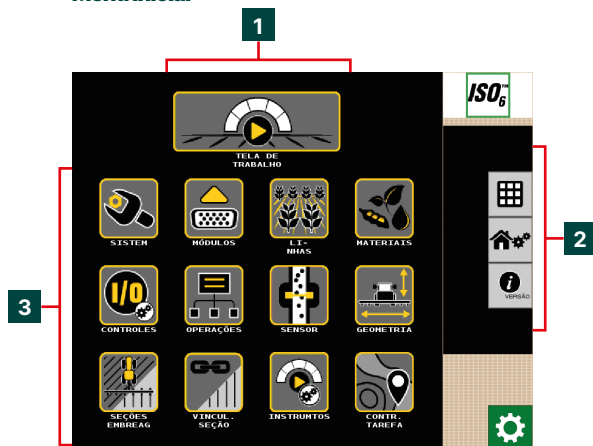 1
ISO6™
TELA DE
TRABALHO
SISTEM
MÓDULOS
LI-
NHAS
MATERIAIS
2
VERSÃO
3
I/O
CONTROLES
OPERAÇÕES
SENSOR
GEOMETRIA
SEÇÕES
EMBREAG
VINCUL.
SEÇÃO
INSTRUMTOS
CONTR.
TAREFA